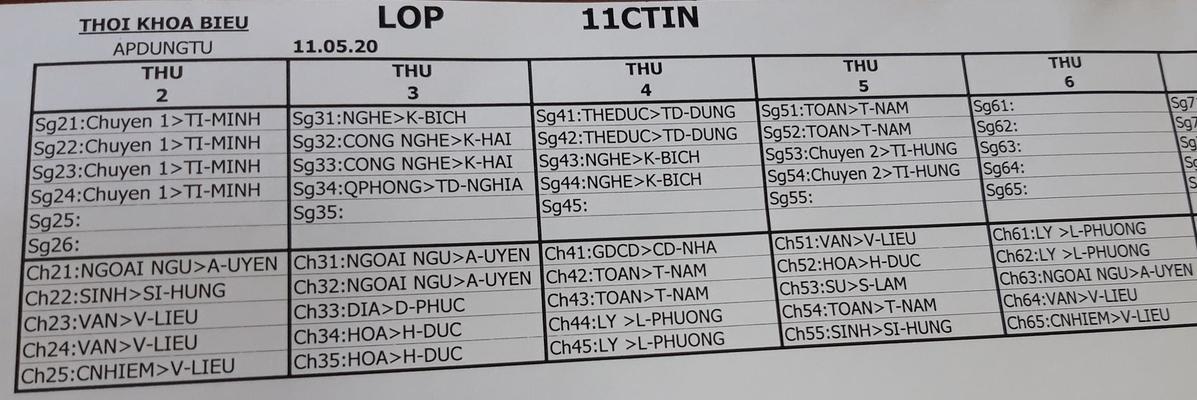 THOI KHOA BIEU LOP 11CTIN
APDUNGTU 11.05.20
THU 2
Sg21:Chuyen 1>TI-MINH
Sg22:Chuyen 1>TI-MINH
Sg23:Chuyen 1>TI-MINH
Sg24:Chuyen 1>TI-MINH
Sg25:
Sg26:
Ch21:NGOAI NGU>A-UYEN
Ch22:SINH>SI-HUNG
Ch23:VAN>V-LIEU
Ch24:VAN>V-LIEU
Ch25:CNHIEM>V-LIEU
THU 3
Sg31:NGHE>K-BICH
Sg32:CONG NGHE>K-HAI
Sg33:CONG NGHE>K-HAI
Sg34:QPHONG>TD-NGHIA
Sg35:
Ch31:NGOAI NGU>A-UYEN
Ch32:NGOAI NGU>A-UYEN
Ch33:DIA>D-PHUC
Ch34:HOA>H-DUC
Ch35:HOA>H-DUC
THU 4
Sg41:THEDUC>TD-DUNG
Sg42:THEDUC>TD-DUNG
Sg43:NGHE>K-BICH
Sg44:NGHE>K-BICH
Sg45:
Ch41:GDCD>CD-NHA
Ch42:TOAN>T-NAM
Ch43:TOAN>T-NAM
Ch44:LY >L-PHUONG
Ch45:LY >L-PHUONG
THU 5
Sg51:TOAN>T-NAM
Sg52:TOAN>T-NAM
Sg53:Chuyen 2>TI-HUNG
Sg54:Chuyen 2>TI-HUNG
Sg55:
Ch51:VAN>V-LIEU
Ch52:HOA>H-DUC
Ch53:SU>S-LAM
Ch54:TOAN>T-NAM
Ch55:SINH>SI-HUNG
THU 6
Sg61:
Sg62:
Sg63:
Sg64:
Sg65:
Ch61:LY >L-PHUONG
Ch62:LY >L-PHUONG
Ch63:NGOAI NGU>A-UYEN
Ch64:VAN>V-LIEU
Ch65:CNHIEM>V-LIEU